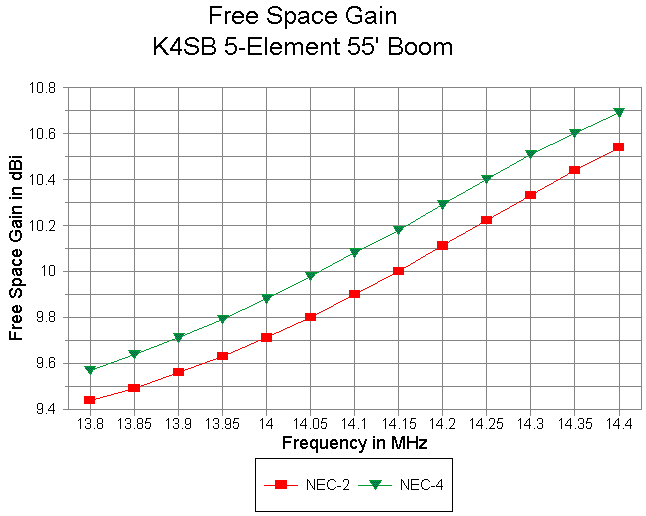 Free Space Gain
K4SB 5-Element 55' Boom
Free Space Gain in dBi
10.8
10.6
10.4
10.2
10
9.8
9.6
9.4
13.8 13.85 13.9 13.95 14 14.05 14.1 14.15 14.2 14.25 14.3 14.35 14.4
Frequency in MHz
NEC-2 NEC-4